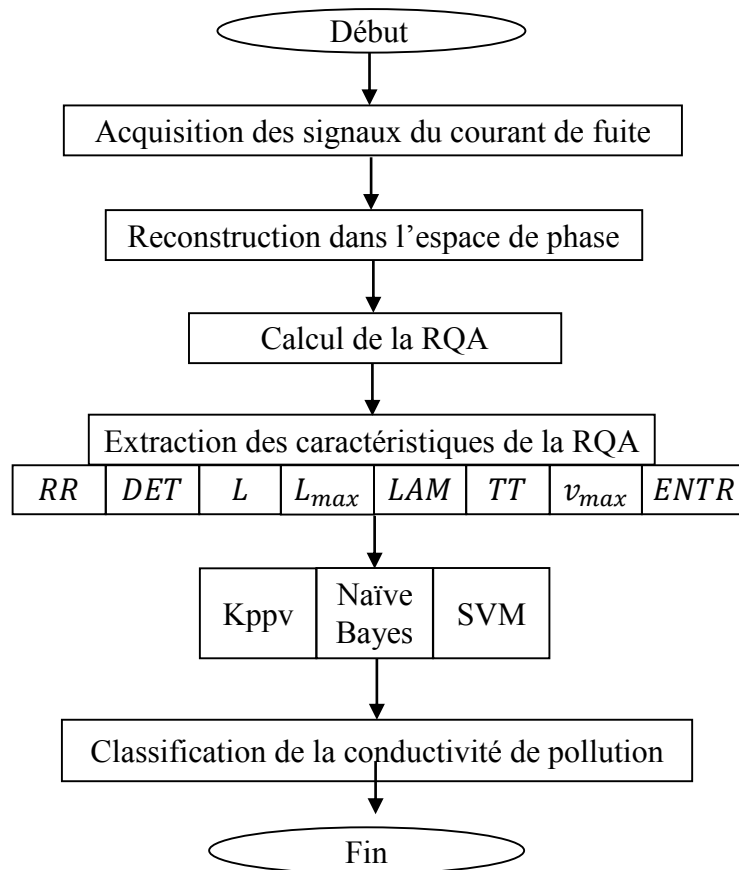 Début
Acquisition des signaux du courant de fuite
Reconstruction dans l’espace de phase
Calcul de la RQA
Extraction des caractéristiques de la RQA
RR DET L L_max LAM TT v_max ENTR
Kppv Naïve Bayes SVM
Classification de la conductivité de pollution
Fin